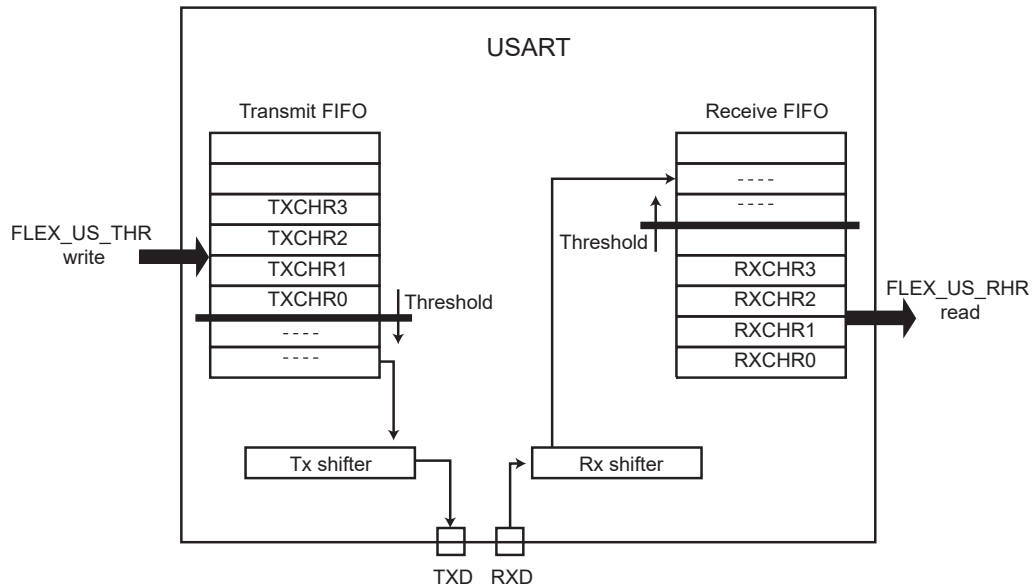 USART
Transmit FIFO
Receive FIFO
TXCHR3
TXCHR2
TXCHR1
TXCHR0
- - - -
- - - -
FLEX_US_THR
write
Threshold
- - - -
- - - -
Threshold
RXCHR3
RXCHR2
RXCHR1
RXCHR0
FLEX_US_RHR
read
Tx shifter
Rx shifter
TXD
RXD